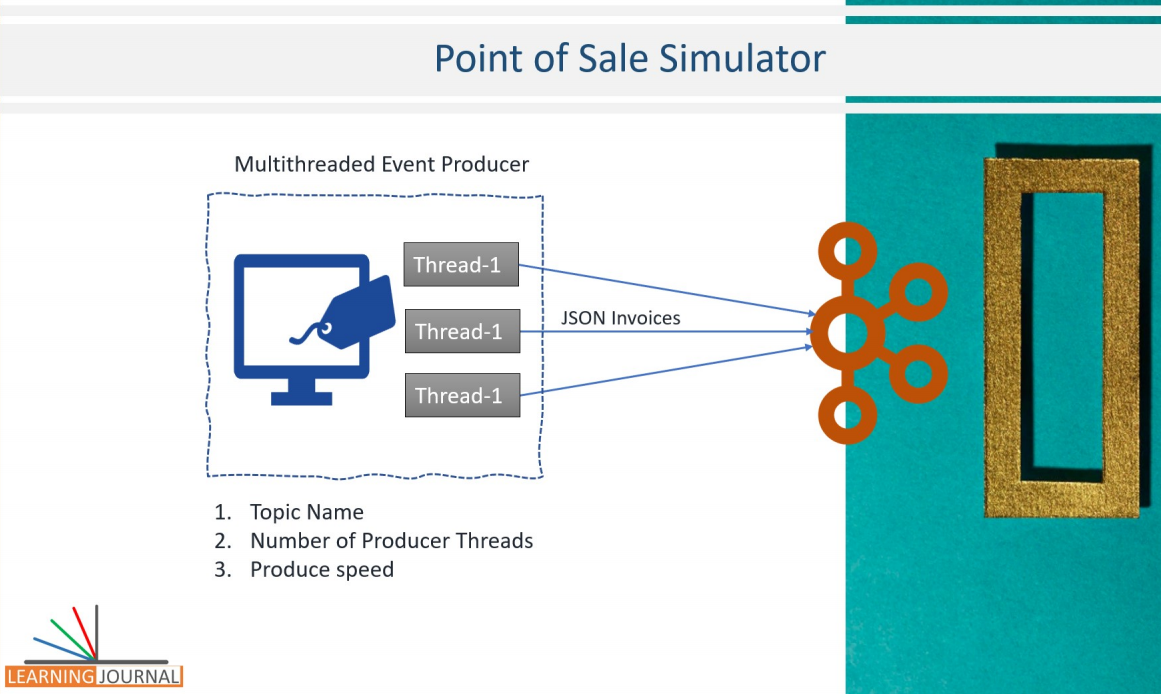 Point of Sale Simulator
Multithreaded Event Producer
Thread-1
JSON Invoices
Thread-1
Thread-1
1. Topic Name
2. Number of Producer Threads
3. Produce speed
LEARNING JOURNAL